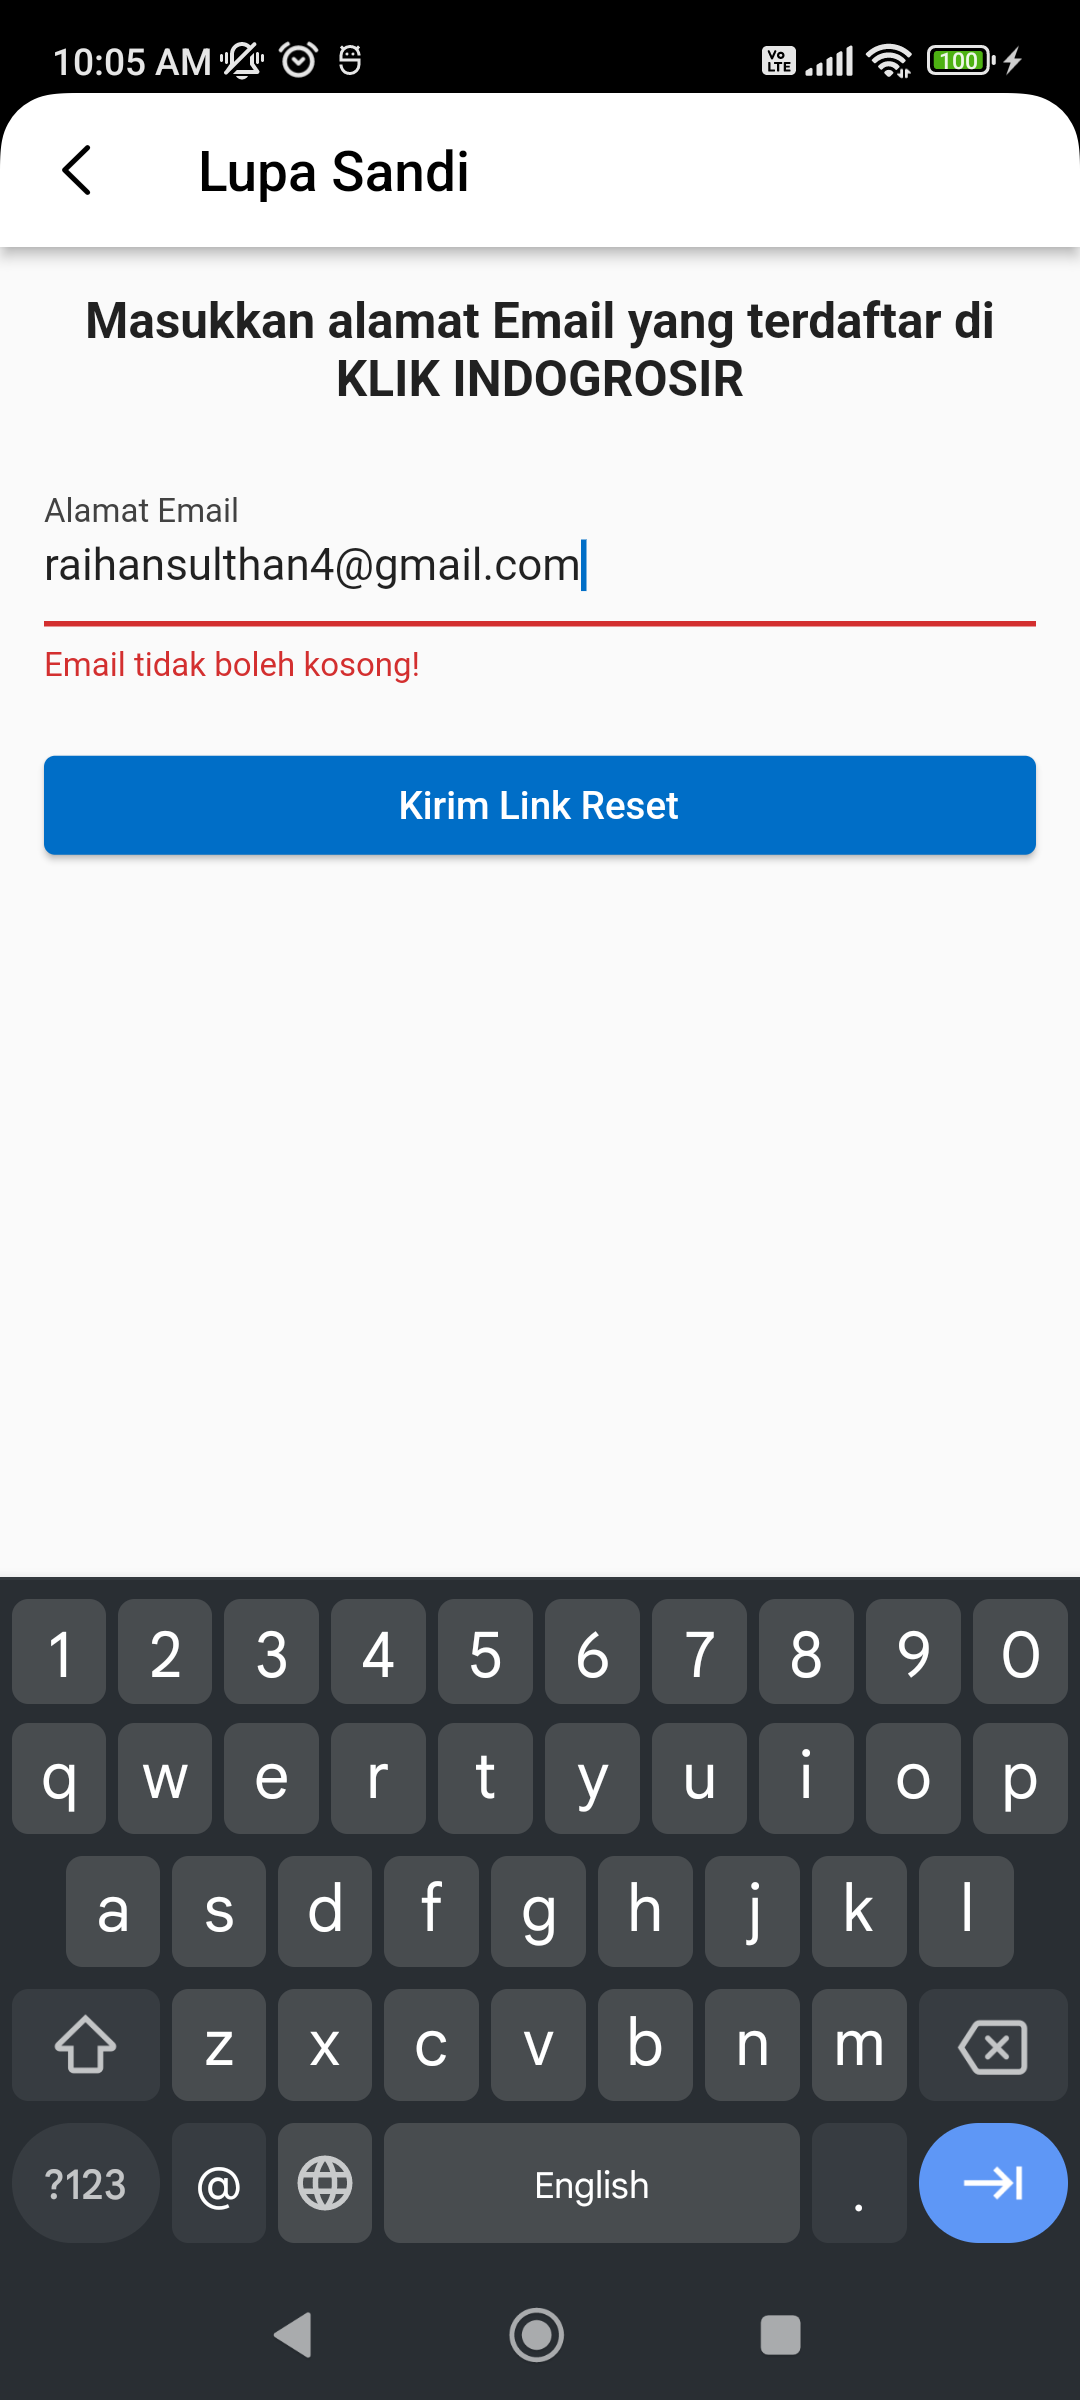 10:05 AM
Vo
LTE
100
Lupa Sandi
Masukkan alamat Email yang terdaftar di
KLIK INDOGROSIR
Alamat Email
raihansulthan4@gmail.com
Email tidak boleh kosong!
Kirim Link Reset
1 2 3 4 5 6 7 8 9 0
q w e r t y u i o p
a s d f g h j k l
z x c v b n m
?123 @ English .